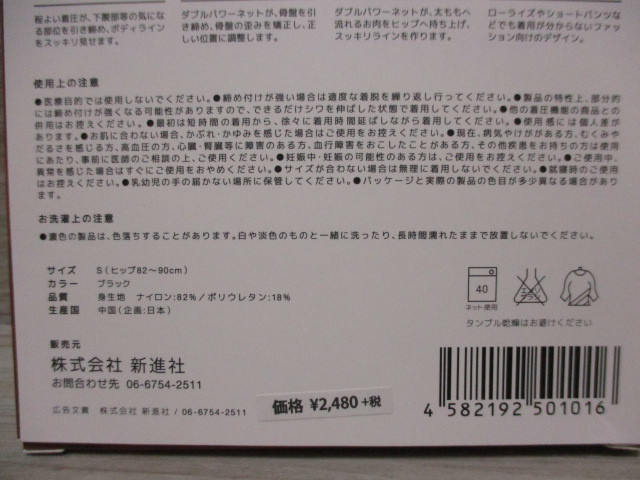 程よい着圧が、下腹部等の気にな
る部位を引き締め、ボディライン
をスッキリ見せます。
ダブルパワーネットが、骨盤を引
き締め、骨盤の歪みを矯正し、正
しい位置に調整します。
ダブルパワーネットが、太ももへ
流れるお肉をヒップへ持ち上げ、
スッキリラインを作ります。
ローライズやショートパンツな
どでも着用が分からないファッ
ション向けのデザイン。
使用上の注意
●医療目的では使用しないでください。●締め付けが強い場合は適度な着脱を繰り返し行ってください。●製品の特性上、部分的
には締め付けが強くなる可能性がありますので、できるだけシワを伸ばした状態で着用してください。●他の着圧機能の商品との
併用はお控えください。●最初は短時間の着用から、徐々に着用時間延ばしながら着用してください。●使用感には個人差があり
ます。●お肌に合わない場合、かぶれ・かゆみを感じた場合はご使用をお控えください。●現在、病気やけががある方、むくみや
だるさを感じる方、高血圧の方、心臓・腎臓等に障害のある方、血行障害をおこしたことがある方、その他疾患をお持ちの方は使用
にあたり、事前に医師のご相談の上、ご使用ください。●妊娠中・妊娠の可能性のある方は、ご使用をお控えください。●ご使用中、
異常を感じた場合はすぐにご使用をおやめください。●サイズが合わない場合は無理に着用しないでください。●就寝時のご使用
はお控えください。●乳幼児の手の届かない場所に保管してください。●パッケージと実際の製品の色目が多少異なる場合があり
ます。
お洗濯上の注意
●濃色の製品は、色落ちすることがあります。白や淡色のものと一緒に洗ったり、長時間濡れたままで放置しないでください。
サイズ S(ヒップ82〜90cm)
カラー ブラック
品質 身生地 ナイロン:82%/ポリウレタン:18%
生産国 中国(企画:日本)
40
ネット使用
エンソ
サラシ
タンブル乾燥はお避けください
販売元
株式会社 新進社
お問合わせ先 06-6754-2511
広告文責 株式会社 新進社 / 06-6754-2511
価格 ¥2,480+税
4 582192 501016